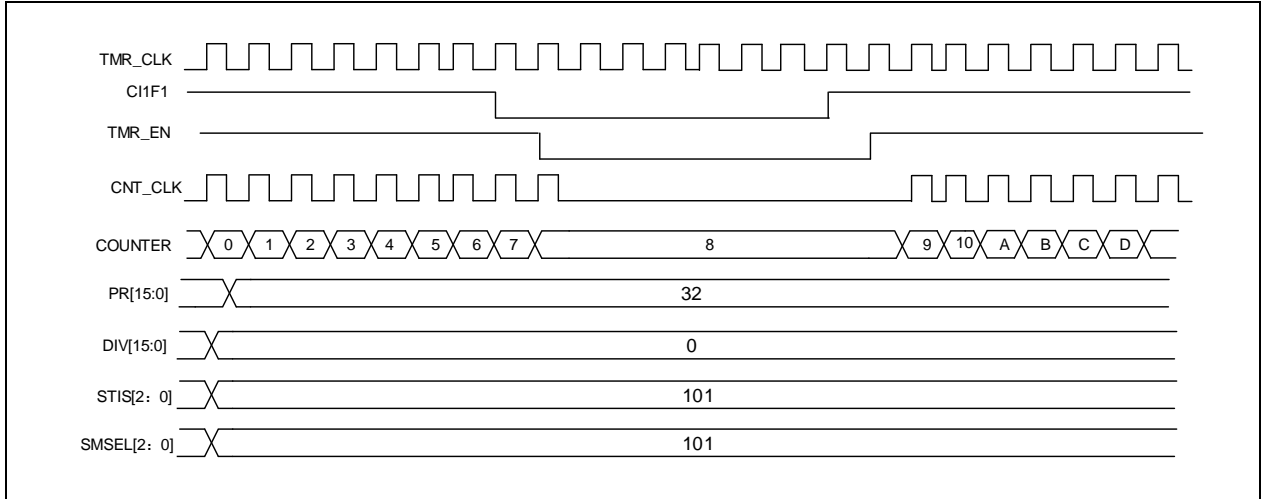 TMR_CLK
CI1F1
TMR_EN
CNT_CLK
COUNTER 0 1 2 3 4 5 6 7 8 9 10 A B C D
PR[15:0] 32
DIV[15:0] 0
STIS[2：0] 101
SMSEL[2：0] 101